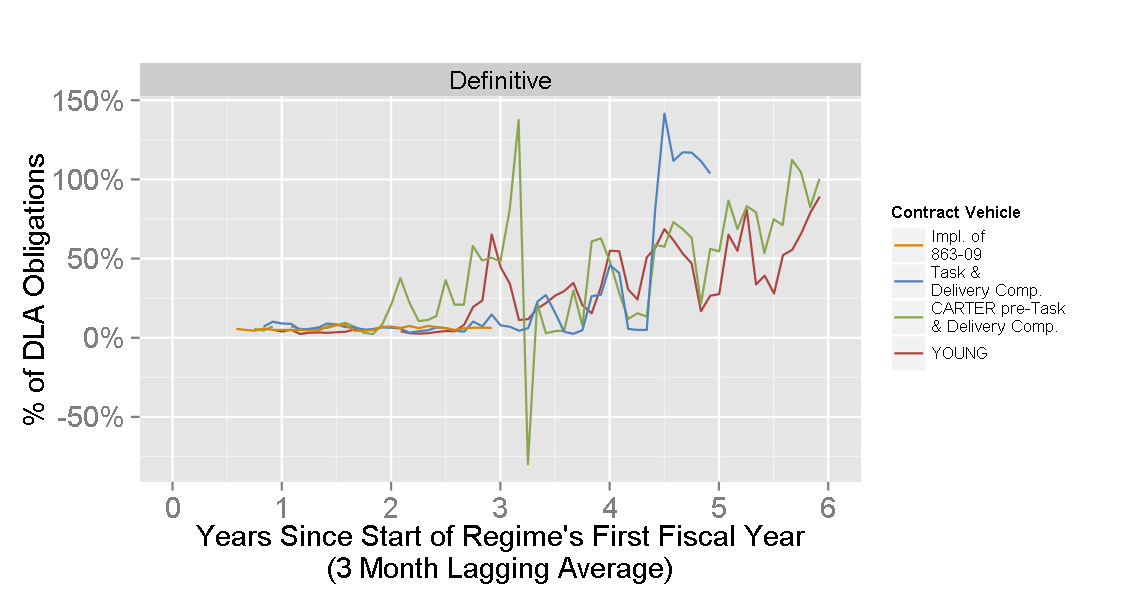 Definitive
150%
100%
50%
0%
-50%
% of DLA Obligations
0 1 2 3 4 5 6
Years Since Start of Regime's First Fiscal Year
(3 Month Lagging Average)
Contract Vehicle
Impl. of
863-09
Task &
Delivery Comp.
CARTER pre-Task
& Delivery Comp.
YOUNG